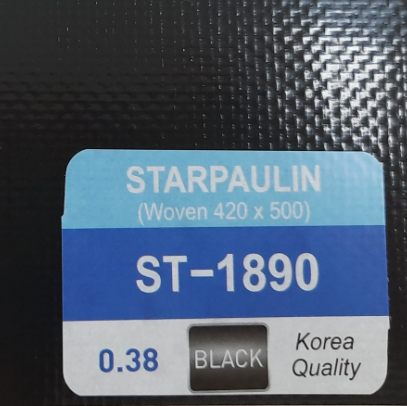 STARPAULIN
(Woven 420 x 500)
ST-1890
0.38
BLACK
Korea
Quality